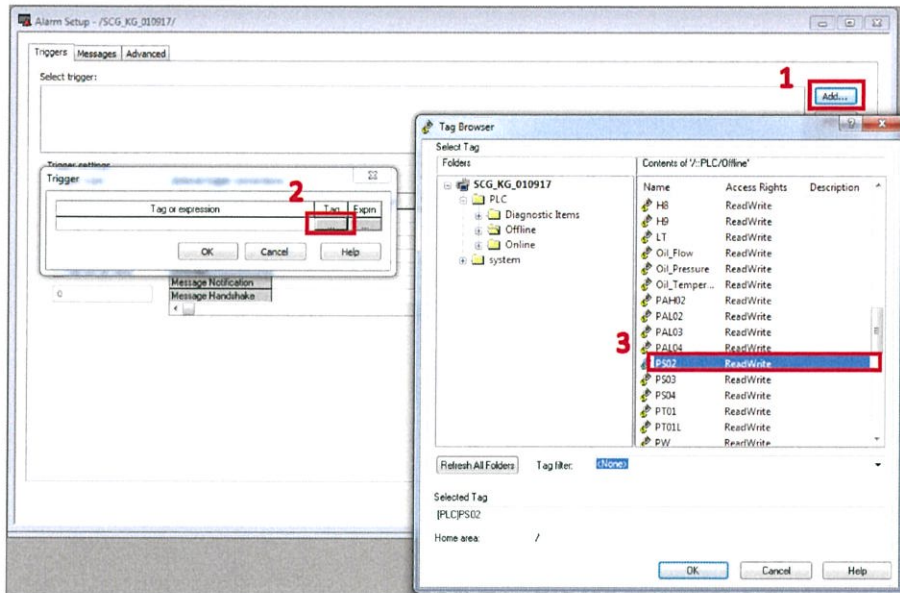 Alarm Setup - /SCG_KG_010917/
Triggers Messages Advanced
Select trigger:
1
Add...
Trigger settings
Trigger
2
Tag or expression Tag Exprn
... ...
OK Cancel Help
Message Notification
0
Message Handshake
Tag Browser
Select Tag
Folders
SCG_KG_010917
PLC
Diagnostic Items
Offline
Online
system
Contents of '/::PLC/Offline'
Name Access Rights Description
H8 ReadWrite
H9 ReadWrite
LT ReadWrite
Oil_Flow ReadWrite
Oil_Pressure ReadWrite
Oil_Temper... ReadWrite
PAH02 ReadWrite
PAL02 ReadWrite
PAL03 ReadWrite
PAL04 ReadWrite
3
PS02 ReadWrite
PS03 ReadWrite
PS04 ReadWrite
PT01 ReadWrite
PT01L ReadWrite
PW ReadWrite
Refresh All Folders Tag filter: <None>
Selected Tag
[PLC]PS02
Home area: /
OK Cancel Help